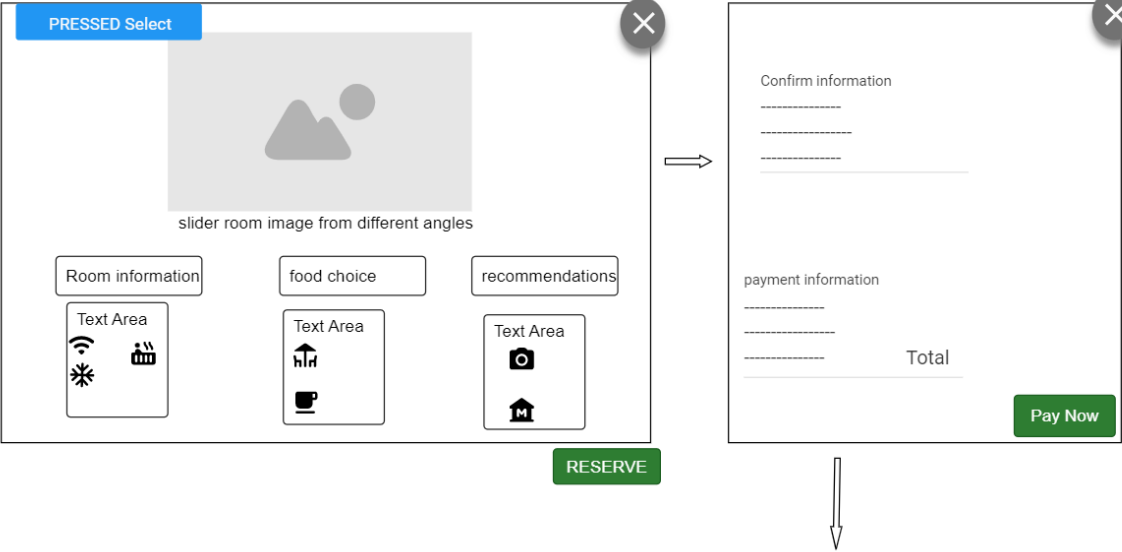 PRESSED Select
slider room image from different angles
Room information
food choice
recommendations
Text Area
Text Area
Text Area
M
RESERVE
Confirm information
---------------
-----------------
---------------
payment information
---------------
-----------------
---------------
Total
Pay Now